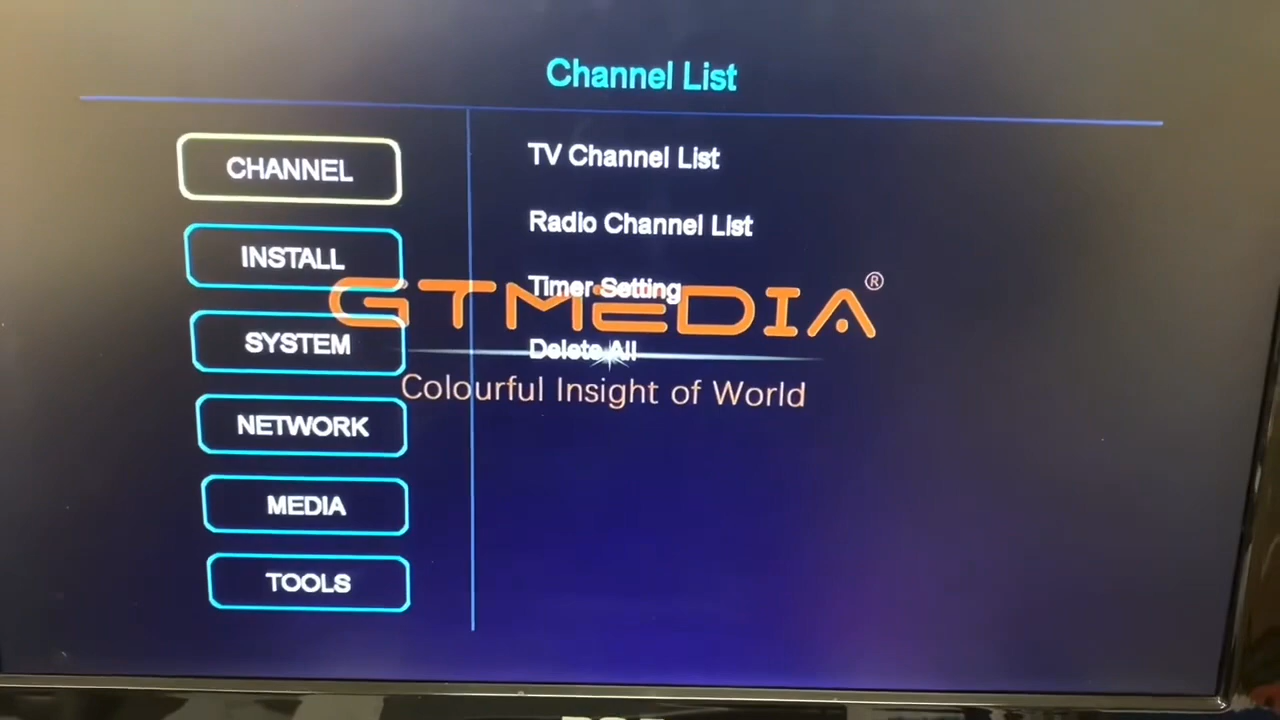 Channel List
CHANNEL
INSTALL
SYSTEM
NETWORK
MEDIA
TOOLS
TV Channel List
Radio Channel List
Timer Setting
Delete All
GTMEDIA®
Colourful Insight of World